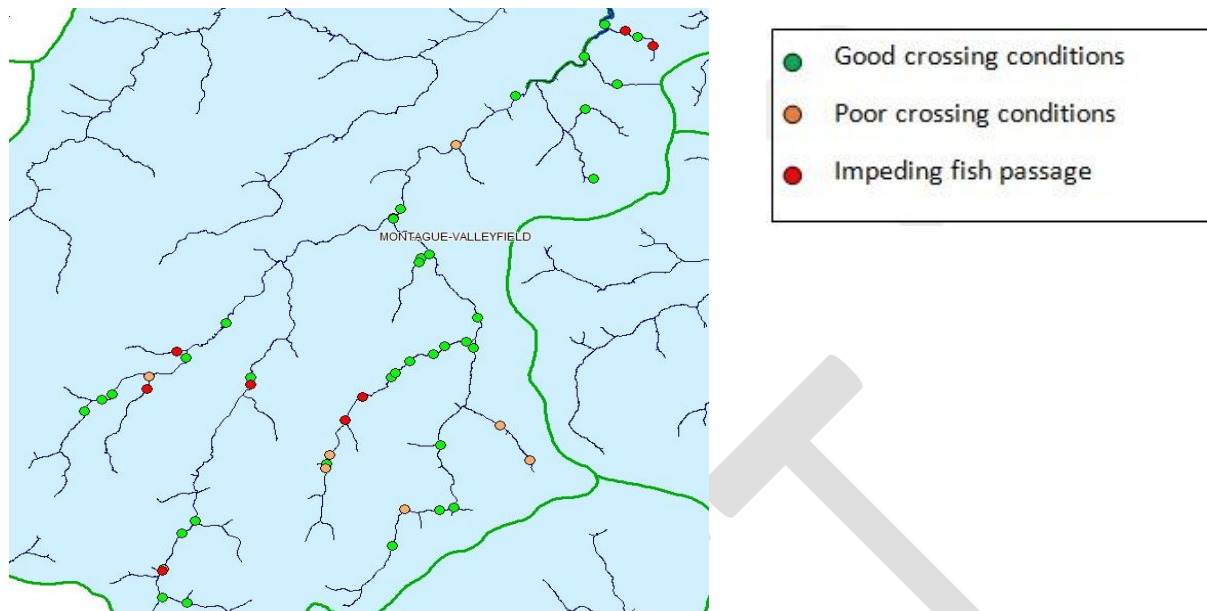 MONTAGUE-VALLEYFIELD
Good crossing conditions
Poor crossing conditions
Impeding fish passage